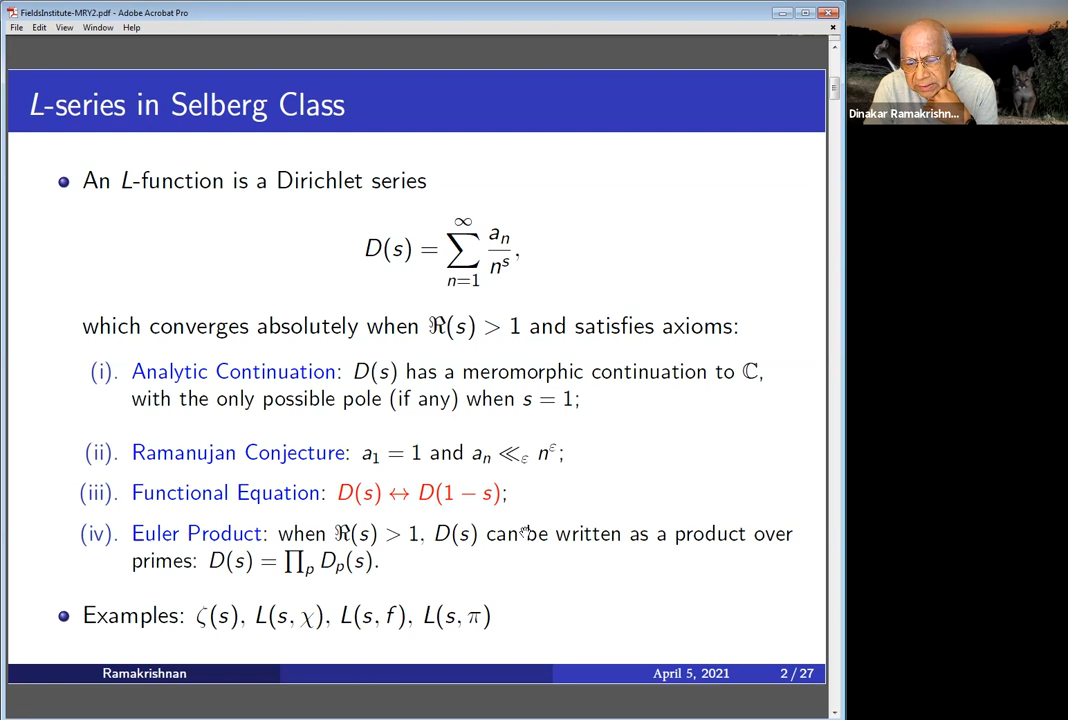 FieldsInstitute-MRY2.pdf - Adobe Acrobat Pro
File Edit View Window Help
L-series in Selberg Class
An L-function is a Dirichlet series
D(s) = ∑_{n=1}^{∞} a_n / n^s ,
which converges absolutely when ℜ(s) > 1 and satisfies axioms:
(i). Analytic Continuation: D(s) has a meromorphic continuation to ℂ,
with the only possible pole (if any) when s = 1;
(ii). Ramanujan Conjecture: a_1 = 1 and a_n ≪_ε n^ε;
(iii). Functional Equation: D(s) ↔ D(1 − s);
(iv). Euler Product: when ℜ(s) > 1, D(s) can be written as a product over
primes: D(s) = ∏_p D_p(s).
Examples: ζ(s), L(s, χ), L(s, f), L(s, π)
Ramakrishnan April 5, 2021 2 / 27
Dinakar Ramakrishn...